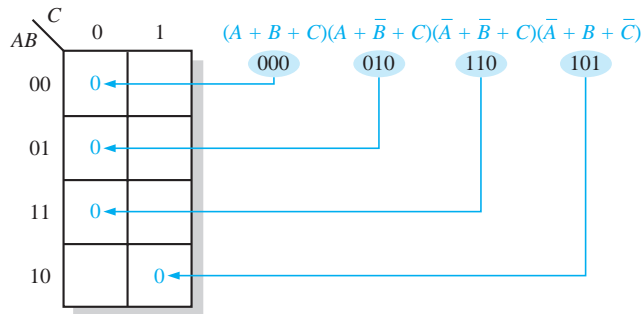 C
AB
0 1
(A + B + C)(A + B̅ + C)(A̅ + B̅ + C)(A̅ + B + C̅)
000 010 110 101
00 0
01 0
11 0
10 0